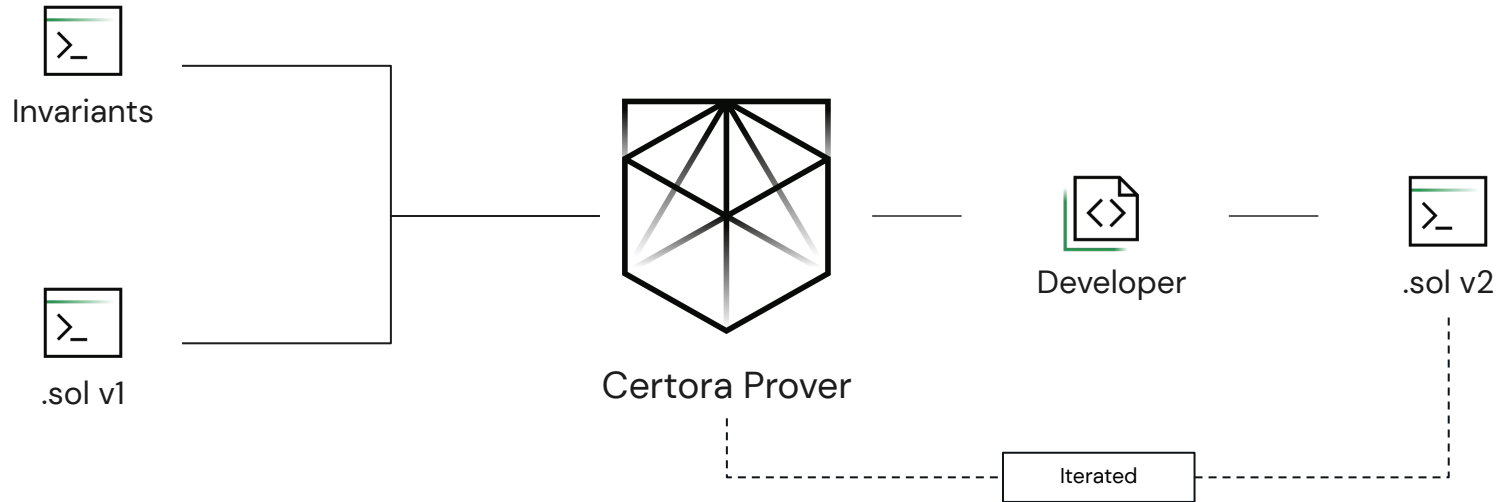 Invariants
.sol v1
Certora Prover
Developer
.sol v2
Iterated